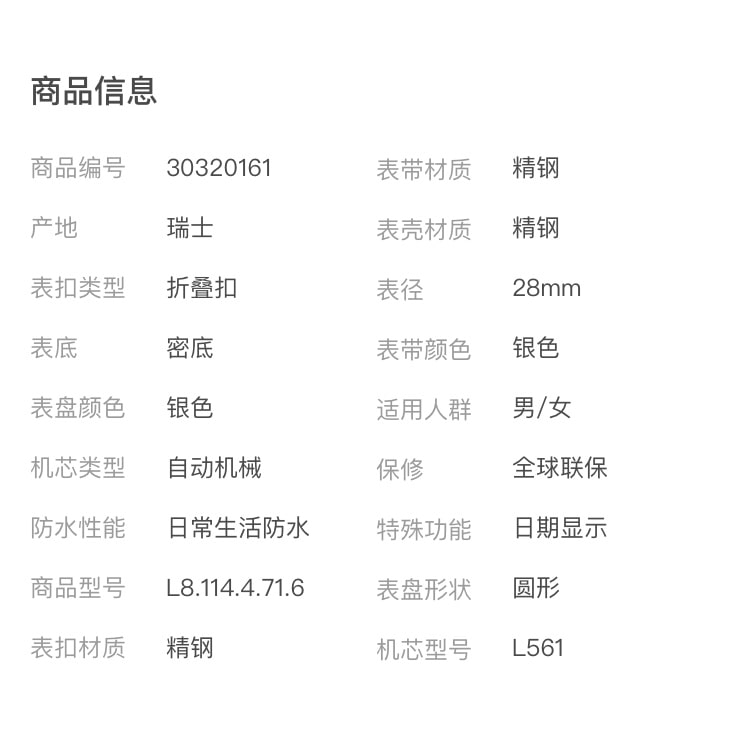 商品信息
商品编号 30320161 表带材质 精钢
产地 瑞士 表壳材质 精钢
表扣类型 折叠扣 表径 28mm
表底 密底 表带颜色 银色
表盘颜色 银色 适用人群 男/女
机芯类型 自动机械 保修 全球联保
防水性能 日常生活防水 特殊功能 日期显示
商品型号 L8.114.4.71.6 表盘形状 圆形
表扣材质 精钢 机芯型号 L561